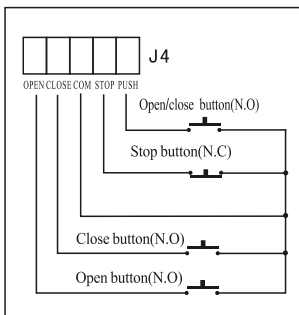 J4
OPEN CLOSE COM STOP PUSH
Open/close button(N.O)
Stop button(N.C)
Close button(N.O)
Open button(N.O)